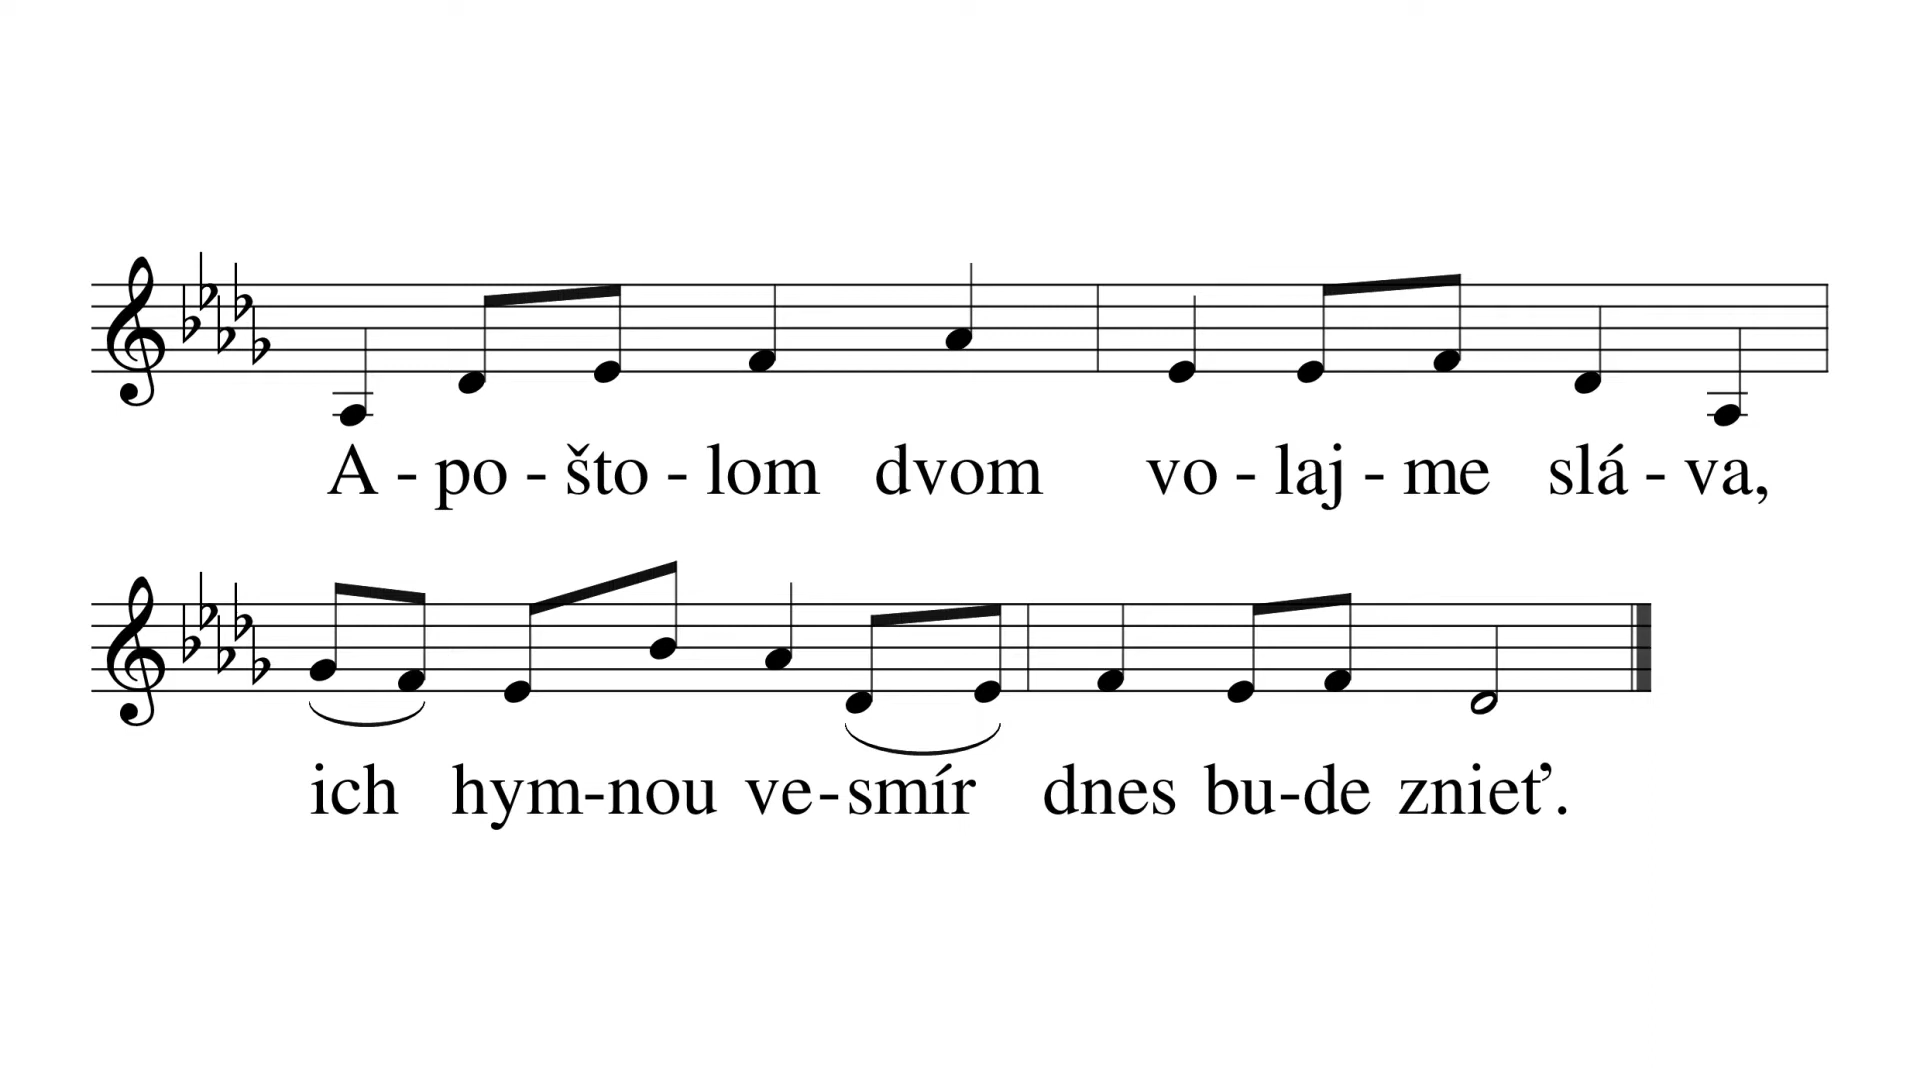 A - po - što - lom dvom vo - laj - me slá - va,
ich hym-nou ve-smír dnes bu-de znieť.